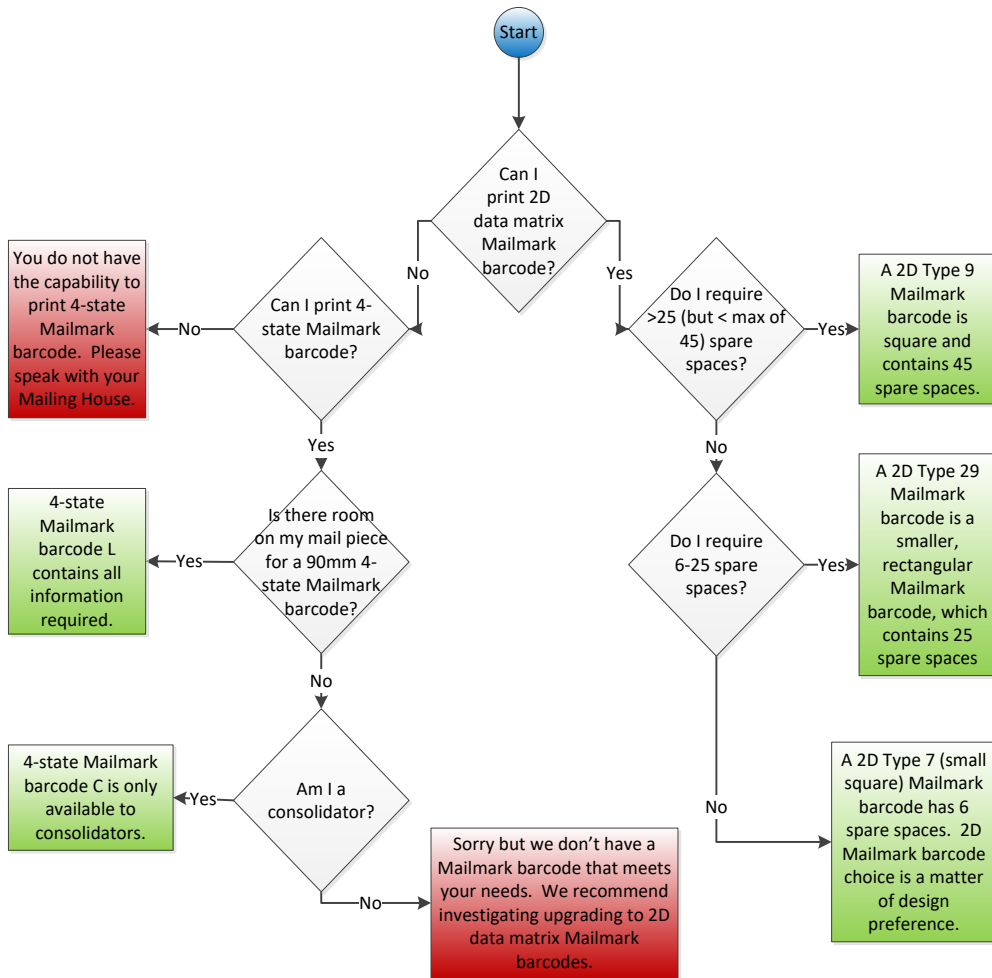 Start
Can I
print 2D
data matrix
Mailmark
barcode?
No
Yes
You do not have
the capability to
print 4-state
Mailmark
barcode.  Please
speak with your
Mailing House.
No
Can I print 4-
state Mailmark
barcode?
Do I require
>25 (but < max of
45) spare
spaces?
Yes
A 2D Type 9
Mailmark
barcode is
square and
contains 45
spare spaces.
Yes
No
4-state
Mailmark
barcode L
contains all
information
required.
Yes
Is there room
on my mail piece
for a 90mm 4-
state Mailmark
barcode?
Do I require
6-25 spare
spaces?
Yes
A 2D Type 29
Mailmark
barcode is a
smaller,
rectangular
Mailmark
barcode, which
contains 25
spare spaces
No
No
4-state Mailmark
barcode C is only
available to
consolidators.
Yes
Am I a
consolidator?
No
Sorry but we don’t have a
Mailmark barcode that meets
your needs.  We recommend
investigating upgrading to 2D
data matrix Mailmark
barcodes.
A 2D Type 7 (small
square) Mailmark
barcode has 6
spare spaces.  2D
Mailmark barcode
choice is a matter
of design
preference.